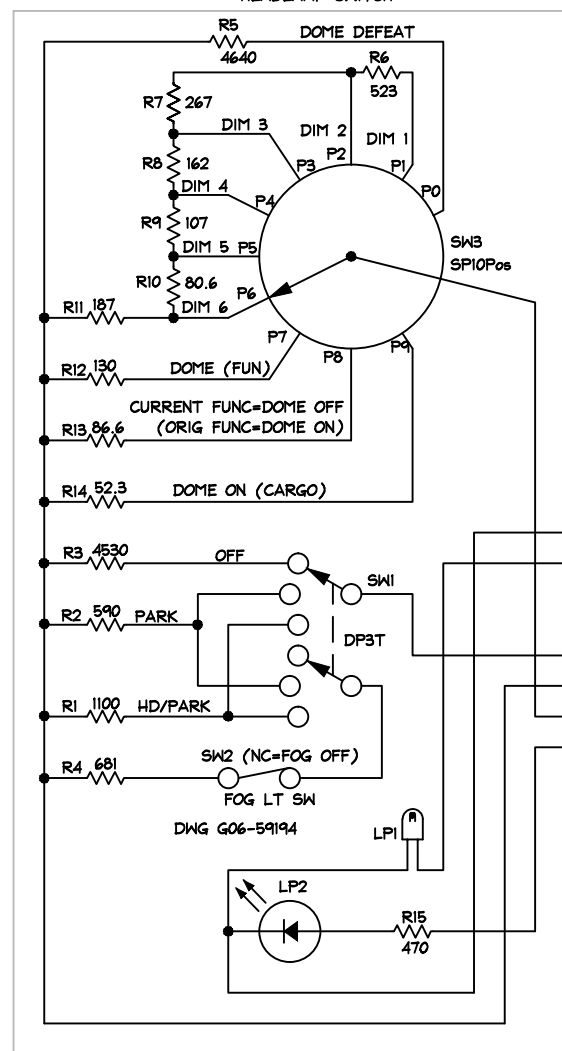 R5
DOME DEFEAT
4640
R6
523
R7 267
DIM 3
DIM 2
DIM 1
P2
P3
P1
R8 162
P0
DIM 4
P4
R9 107
SW3
SP10Pos
DIM 5 P5
R10 80.6
P6
R11 187
DIM 6
P7
P8
P9
R12 130
DOME (FUN)
CURRENT FUNC=DOME OFF
R13 86.6
(ORIG FUNC=DOME ON)
R14 52.3
DOME ON (CARGO)
R3 4530
OFF
SW1
R2 590 PARK
DP3T
R1 1100 HD/PARK
SW2 (NC=FOG OFF)
R4 681
FOG LT SW
DWG G06-59194
LP1
LP2
R15
470